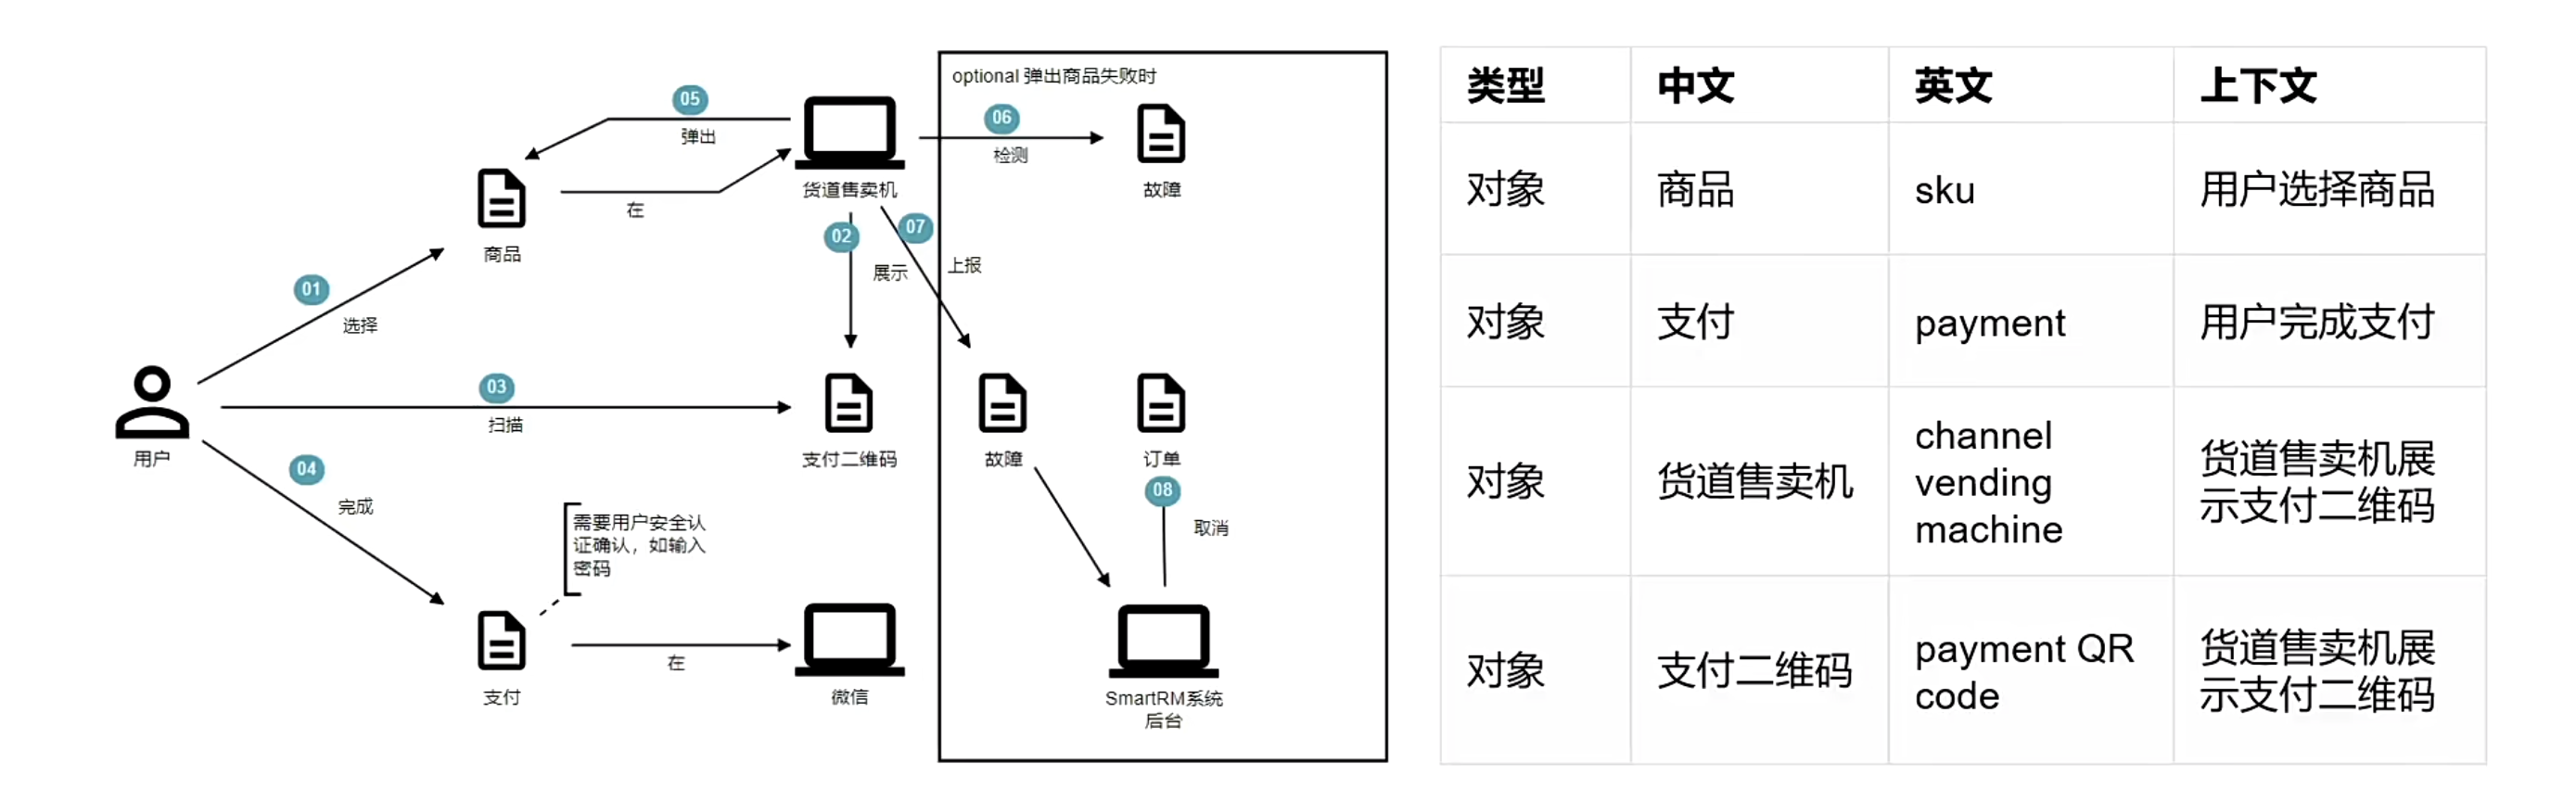 optional 弹出商品失败时
05
弹出
06
检测
货道售卖机
故障
在
02
07
展示
上报
商品
01
选择
03
扫描
用户
支付二维码
故障
订单
04
完成
08
取消
需要用户安全认
证确认，如输入
密码
支付
在
微信
SmartRM系统
后台
类型 中文 英文 上下文
对象 商品 sku 用户选择商品
对象 支付 payment 用户完成支付
对象
货道售卖机
channel
vending
machine
货道售卖机展
示支付二维码
对象
支付二维码
payment QR
code
货道售卖机展
示支付二维码